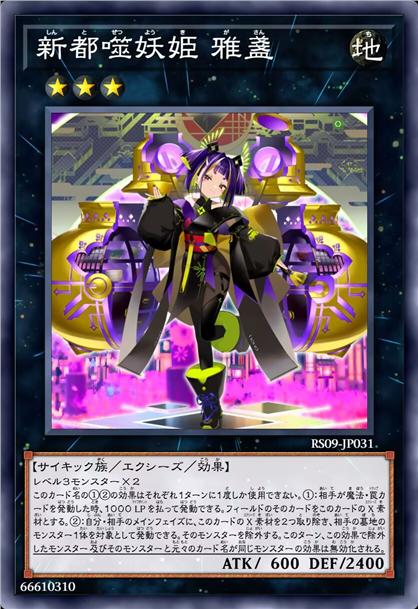 新都噬妖姫 雅盞
地
RS09-JP031
【サイキック族／エクシーズ／効果】
レベル3モンスター×2
このカード名の①②の効果はそれぞれ1ターンに1度しか使用できない。①:相手が魔法・罠カ
ードを発動した時、1000LPを払って発動できる。フィールドのそのカードをこのカードのX素
材とする。②:自分・相手のメインフェイズに、このカードのX素材を2つ取り除き、相手の墓地の
モンスター1体を対象として発動できる。そのモンスターを除外する。このターン、この効果で除外
したモンスター及びそのモンスターと元々のカード名が同じモンスターの効果は無効化される。
ATK/ 600 DEF/2400
66610310